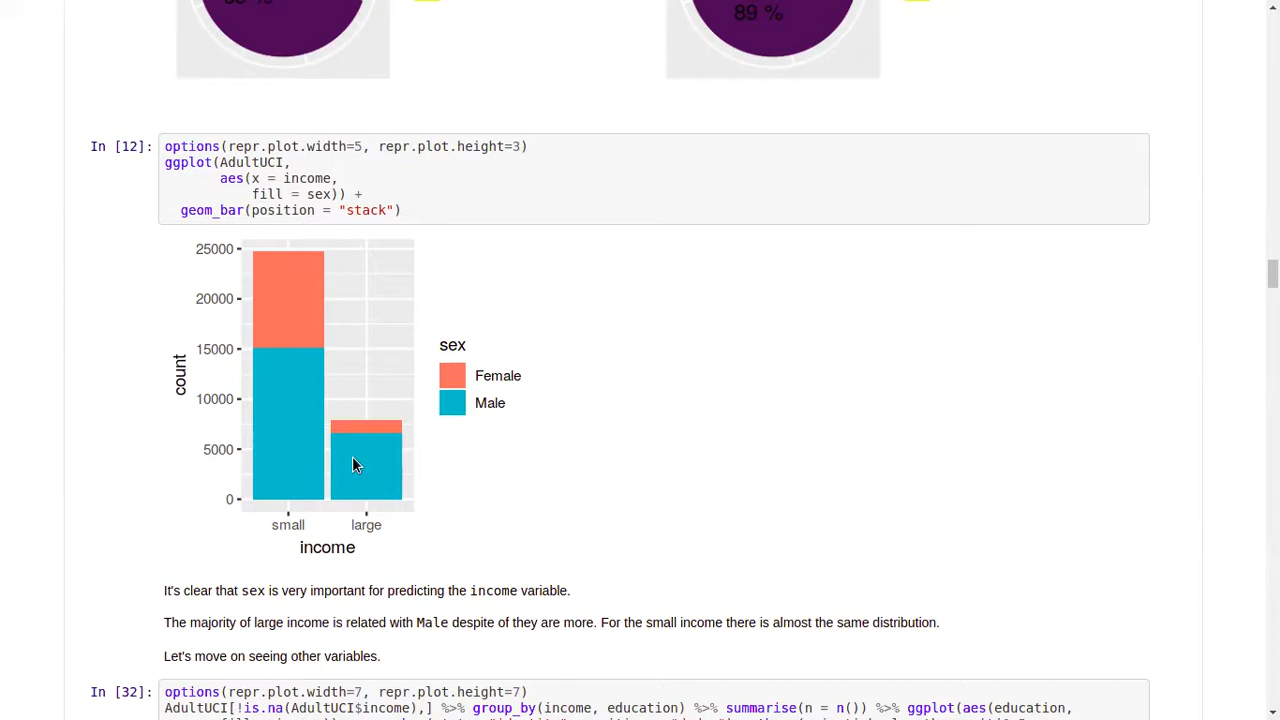 89 %
In [12]: options(repr.plot.width=5, repr.plot.height=3)
ggplot(AdultUCI,
aes(x = income,
fill = sex)) +
geom_bar(position = "stack")
25000
20000
15000
10000
5000
0
count
small large
income
sex
Female
Male
It's clear that sex is very important for predicting the income variable.
The majority of large income is related with Male despite of they are more. For the small income there is almost the same distribution.
Let's move on seeing other variables.
In [32]: options(repr.plot.width=7, repr.plot.height=7)
AdultUCI[!is.na(AdultUCI$income),] %>% group_by(income, education) %>% summarise(n = n()) %>% ggplot(aes(education,